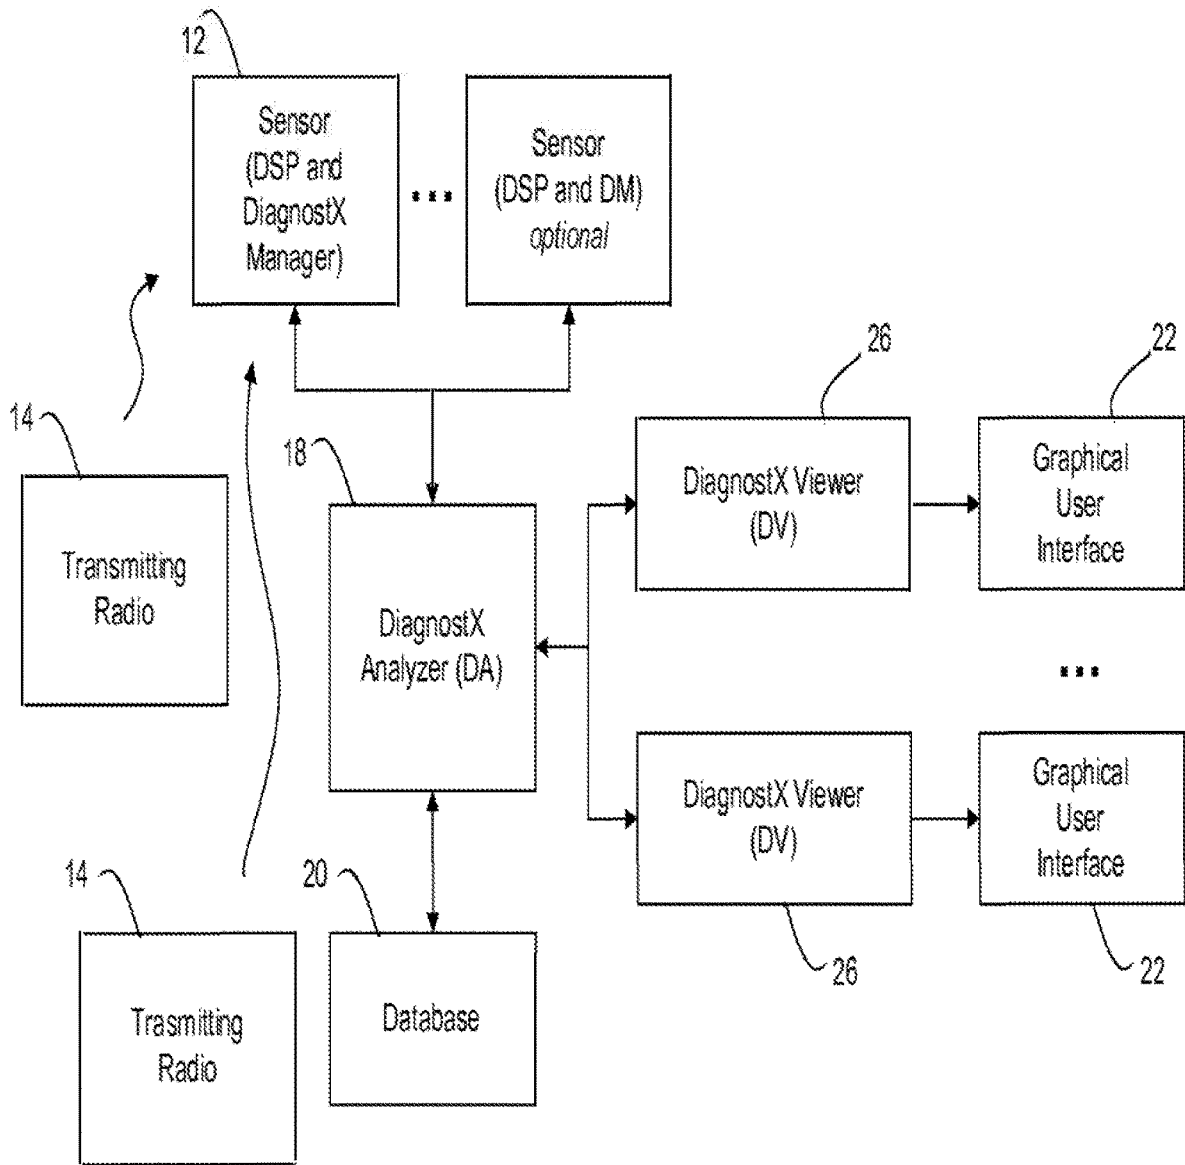 12
Sensor
(DSP and
DiagnostX
Manager)
...
Sensor
(DSP and DM)
optional
14
Transmitting
Radio
18
DiagnostX
Analyzer (DA)
26
DiagnostX Viewer
(DV)
22
Graphical
User
Interface
...
DiagnostX Viewer
(DV)
26
Graphical
User
Interface
22
14
Trasmitting
Radio
20
Database